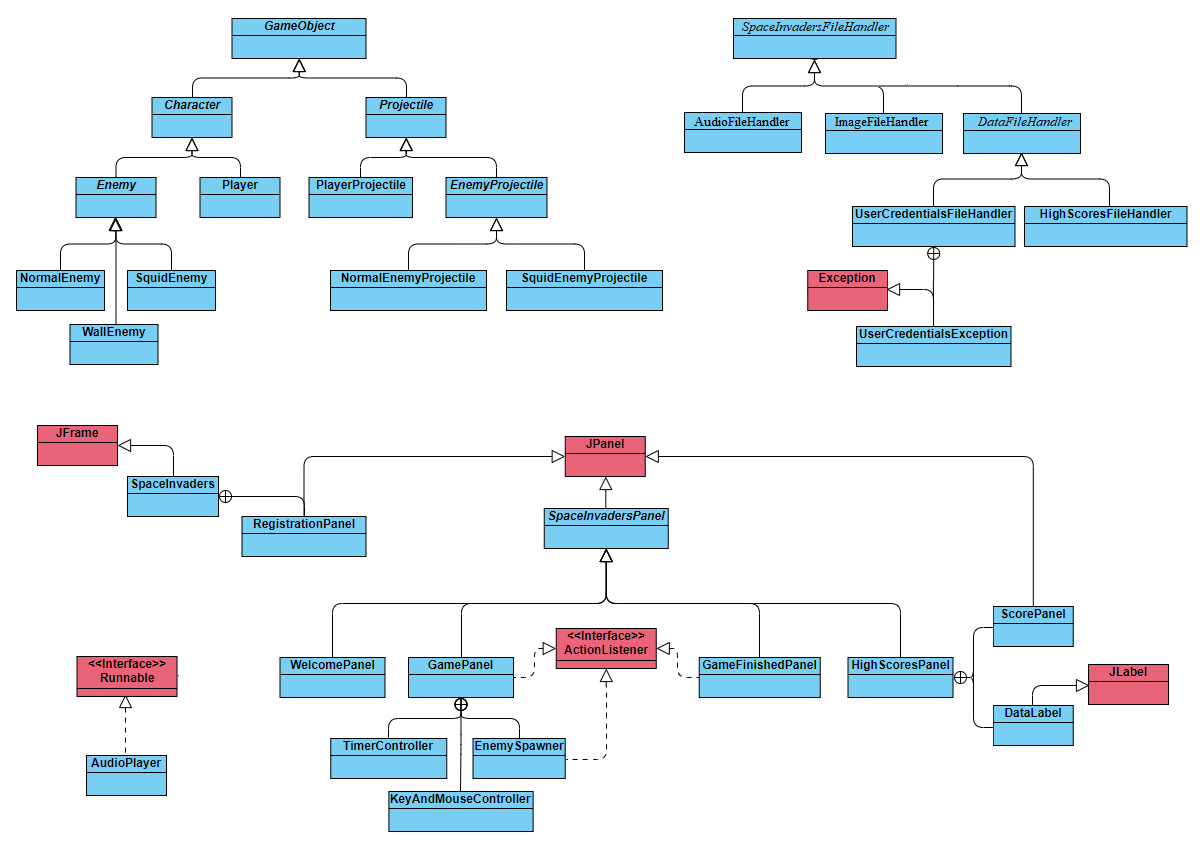 GameObject
SpaceInvadersFileHandler
Character
Projectile
AudioFileHandler
ImageFileHandler
DataFileHandler
Enemy
Player
PlayerProjectile
EnemyProjectile
UserCredentialsFileHandler
HighScoresFileHandler
NormalEnemy
SquidEnemy
NormalEnemyProjectile
SquidEnemyProjectile
Exception
WallEnemy
UserCredentialsException
JFrame
JPanel
SpaceInvaders
RegistrationPanel
SpaceInvadersPanel
ScorePanel
<<Interface>>
ActionListener
<<Interface>>
Runnable
WelcomePanel
GamePanel
GameFinishedPanel
HighScoresPanel
JLabel
DataLabel
TimerController
EnemySpawner
AudioPlayer
KeyAndMouseController